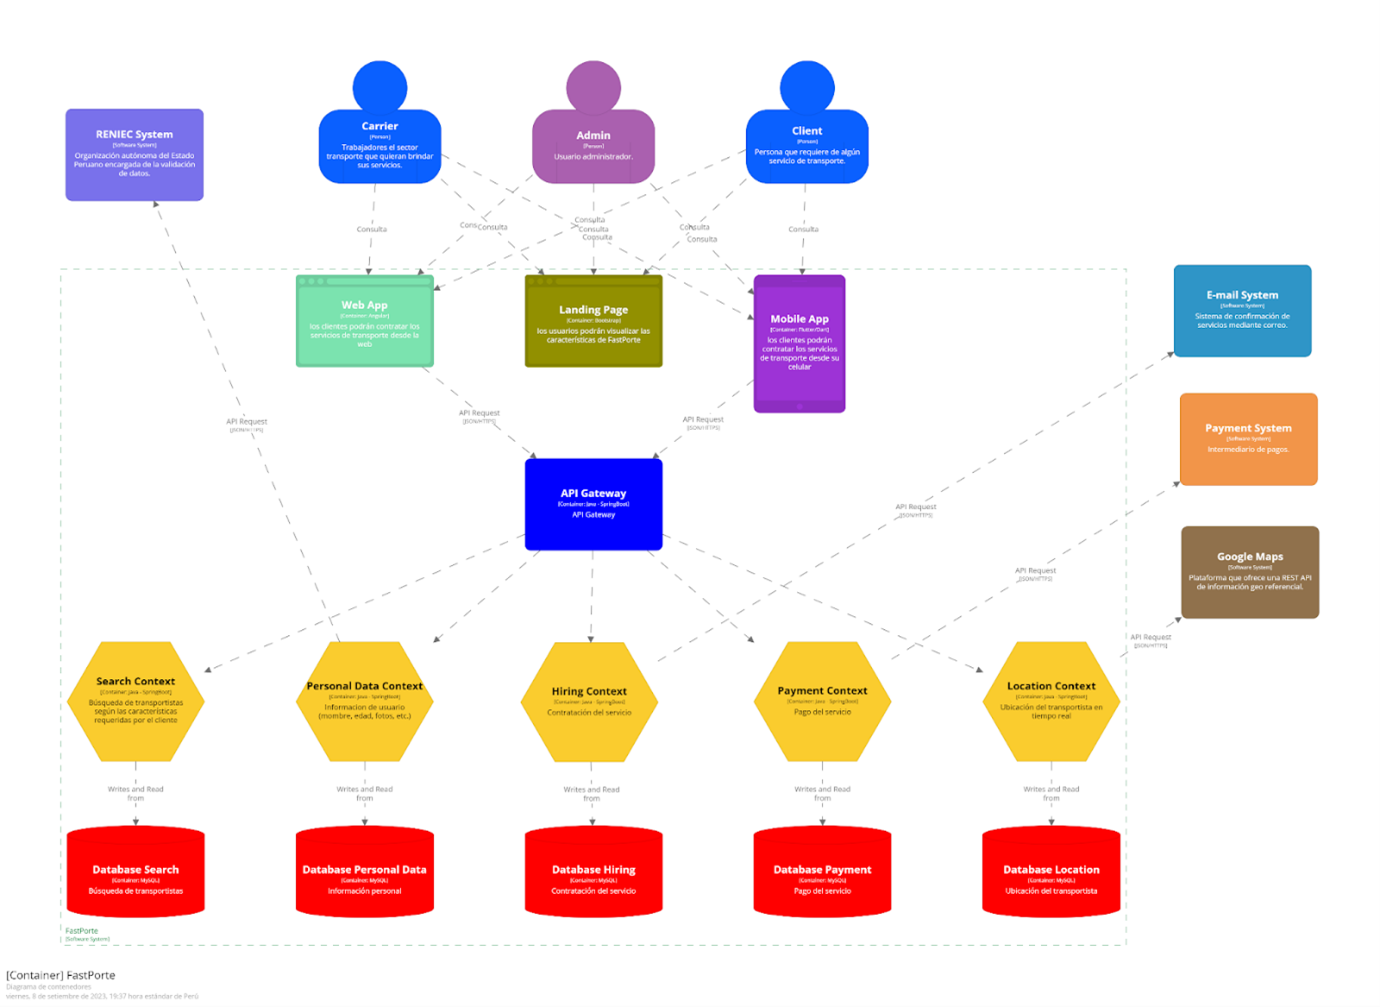 Carrier
[Person]
Trabajadores el sector
transporte que quieran brindar
sus servicios.
Admin
[Person]
Usuario administrador.
Client
[Person]
Persona que requiere de algún
servicio de transporte.
RENIEC System
[Software System]
Organización autónoma del Estado
Peruano encargada de la validación
de datos.
Consulta
Cons
Consulta
Consulta
Consulta
Consulta
Consulta
Consulta
Consulta
Web App
[Container: Angular]
los clientes podrán contratar los
servicios de transporte desde la
web
Landing Page
[Container: Bootstrap]
los usuarios podrán visualizar las
características de FastPorte
Mobile App
[Container: Flutter/Dart]
los clientes podrán
contratar los servicios
de transporte desde su
celular
E-mail System
[Software System]
Sistema de confirmación de
servicios mediante correo.
Payment System
[Software System]
Intermediario de pagos.
Google Maps
[Software System]
Plataforma que ofrece una REST API
de información geo referencial.
API Request
[JSON/HTTPS]
API Request
[JSON/HTTPS]
API Request
[JSON/HTTPS]
API Gateway
[Container: Java - SpringBoot]
API Gateway
API Request
[JSON/HTTPS]
API Request
[JSON/HTTPS]
API Request
[JSON/HTTPS]
Search Context
[Container: Java - SpringBoot]
Búsqueda de transportistas
según las características
requeridas por el cliente
Personal Data Context
[Container: Java - SpringBoot]
Informacion de usuario
(mombre, edad, fotos, etc.)
Hiring Context
[Container: Java - SpringBoot]
Contratación del servicio
Payment Context
[Container: Java - SpringBoot]
Pago del servicio
Location Context
[Container: Java - SpringBoot]
Ubicación del transportista en
tiempo real
Writes and Read
from
Writes and Read
from
Writes and Read
from
Writes and Read
from
Writes and Read
from
Database Search
[Container: MySQL]
Búsqueda de transportistas
Database Personal Data
[Container: MySQL]
Información personal
Database Hiring
[Container: MySQL]
Contratación del servicio
Database Payment
[Container: MySQL]
Pago del servicio
Database Location
[Container: MySQL]
Ubicación del transportista
FastPorte
[Software System]
[Container] FastPorte
Diagrama de contenedores
viernes, 8 de setiembre de 2023, 19:37 hora estándar de Perú